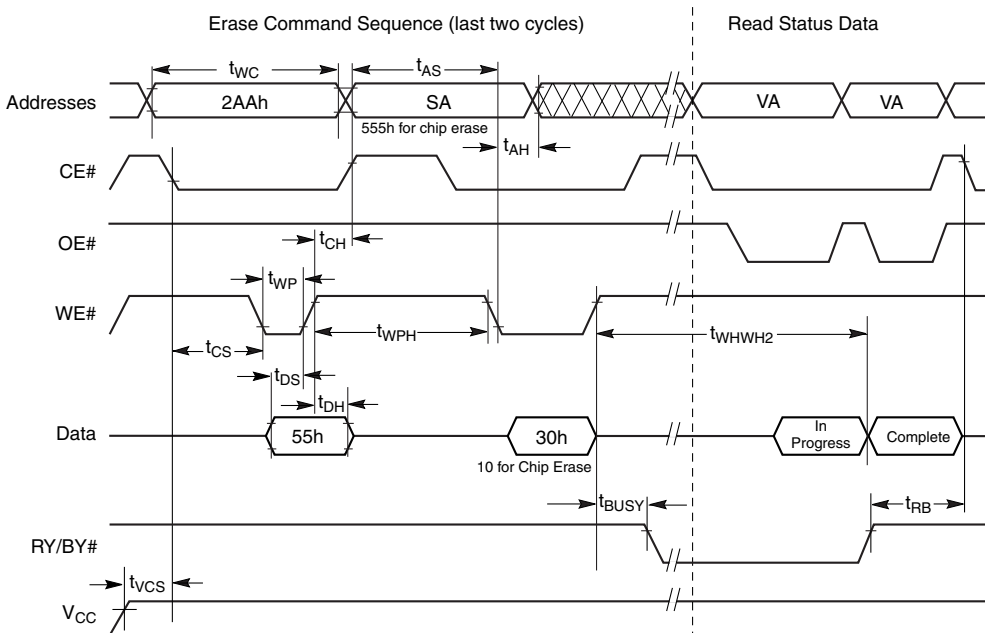 Erase Command Sequence (last two cycles)
Read Status Data
tWC
tAS
Addresses
2AAh
SA
VA
VA
555h for chip erase
tAH
CE#
OE#
tCH
tWP
WE#
tWPH
tWHWH2
tCS
tDS
tDH
Data
55h
30h
In
Progress
Complete
10 for Chip Erase
tBUSY
tRB
RY/BY#
tVCS
VCC